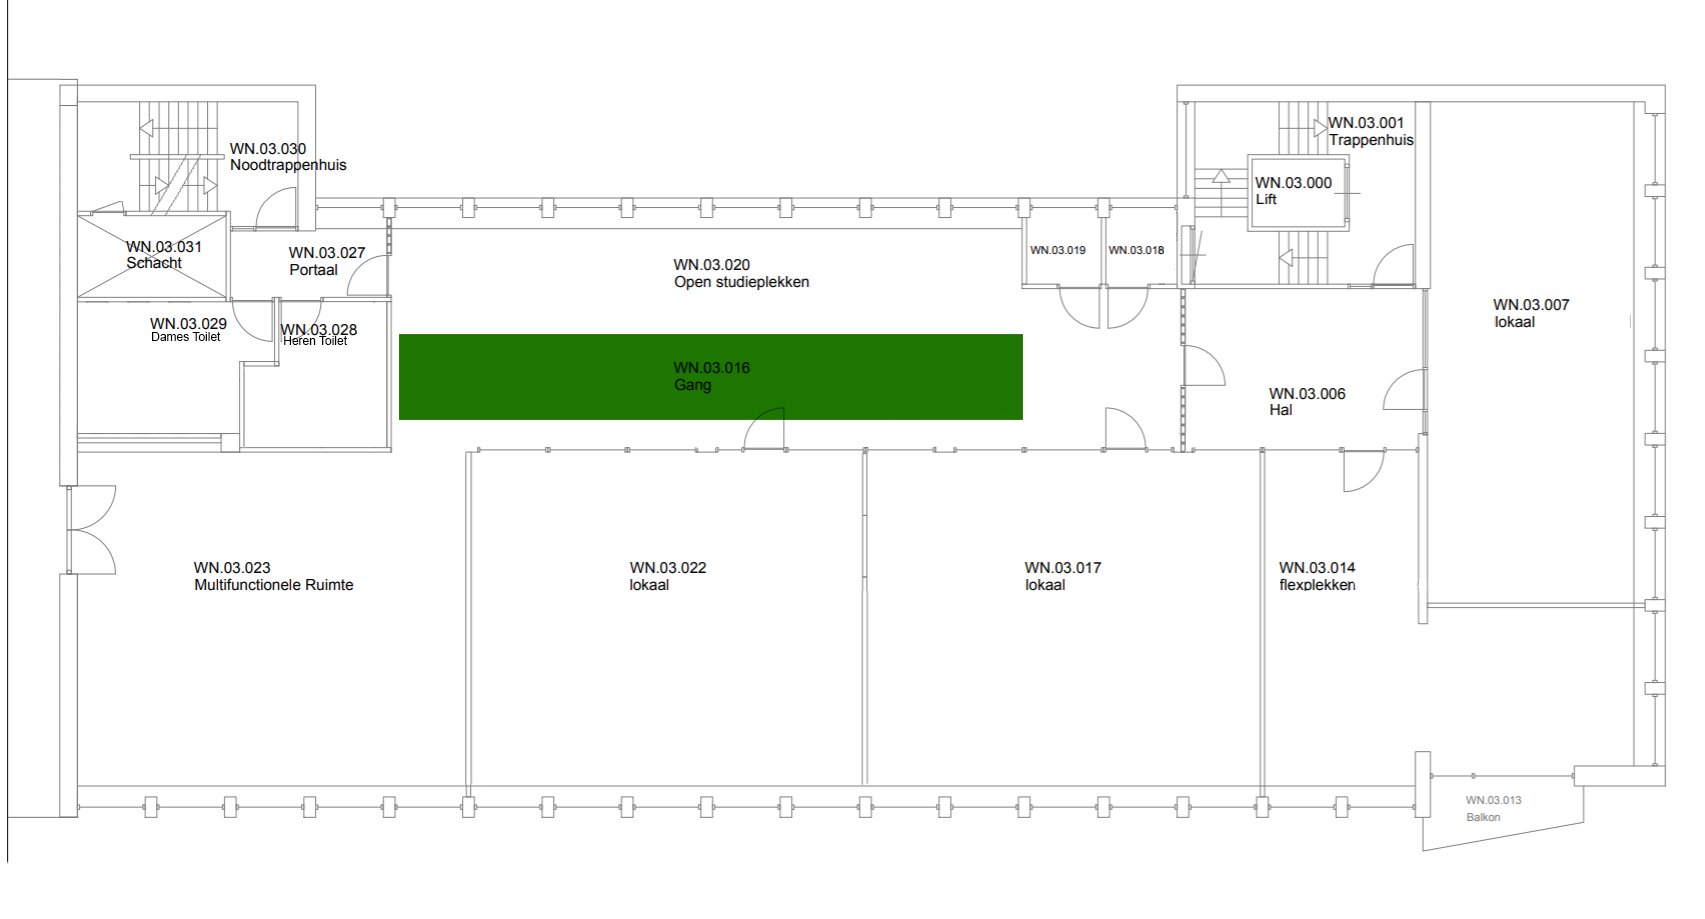 WN.03.001
Trappenhuis
WN.03.030
Noodtrappenhuis
WN.03.000
Lift
WN.03.031
Schacht
WN.03.027
Portaal
WN.03.020
Open studieplekken
WN.03.019
WN.03.018
WN.03.007
lokaal
WN.03.029
Dames Toilet
WN.03.028
Heren Toilet
WN.03.016
Gang
WN.03.006
Hal
WN.03.023
Multifunctionele Ruimte
WN.03.022
lokaal
WN.03.017
lokaal
WN.03.014
flexplekken
WN.03.013
Balkon